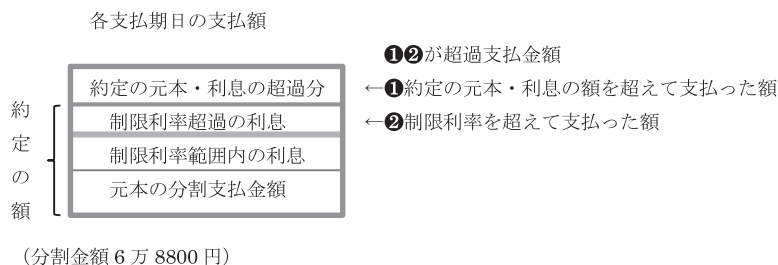 各支払期日の支払額
❶❷が超過支払金額
約定の元本・利息の超過分
←❶約定の元本・利息の額を超えて支払った額
約定の額
制限利率超過の利息
←❷制限利率を超えて支払った額
制限利率範囲内の利息
元本の分割支払金額
（分割金額 6 万 8800 円）